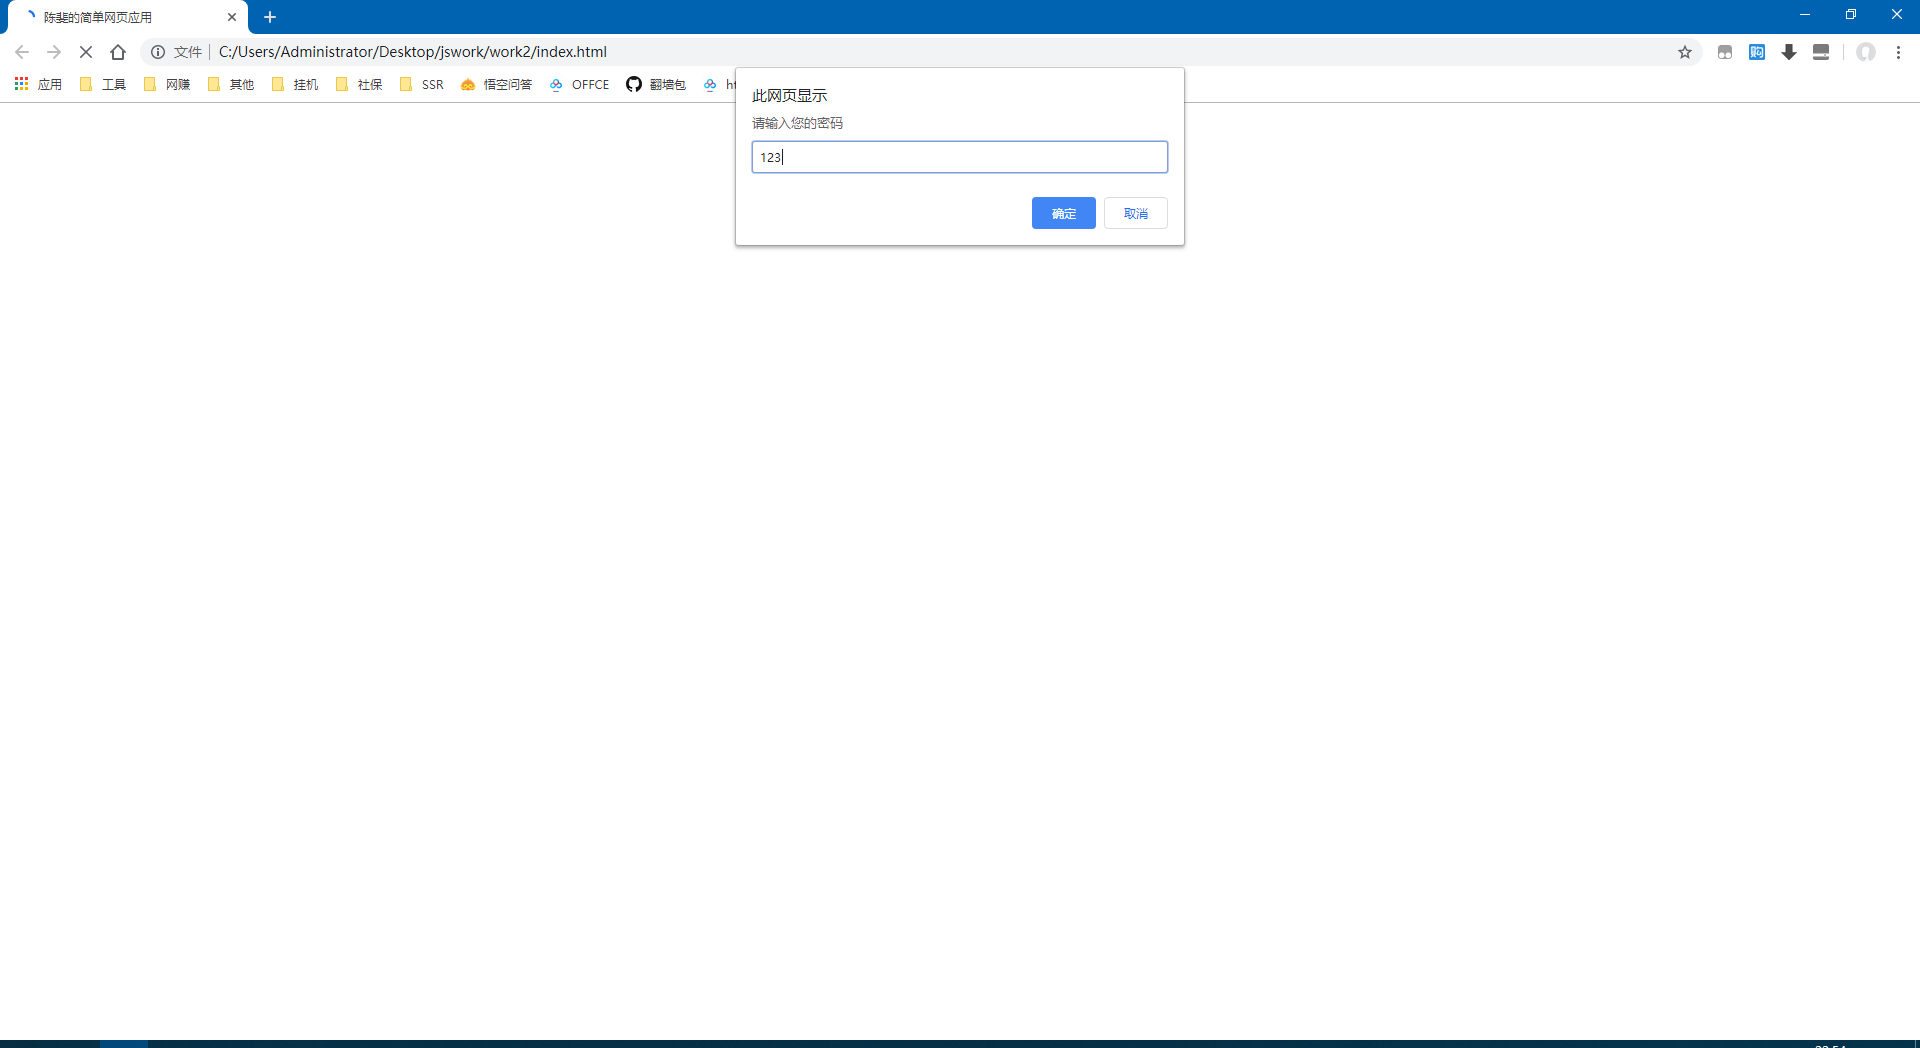 陈斐的简单网页应用
文件 C:/Users/Administrator/Desktop/jswork/work2/index.html
购
应用 工具 网赚 其他 挂机 社保 SSR 悟空问答 OFFCE 翻墙包
此网页显示
请输入您的密码
123
确定 取消